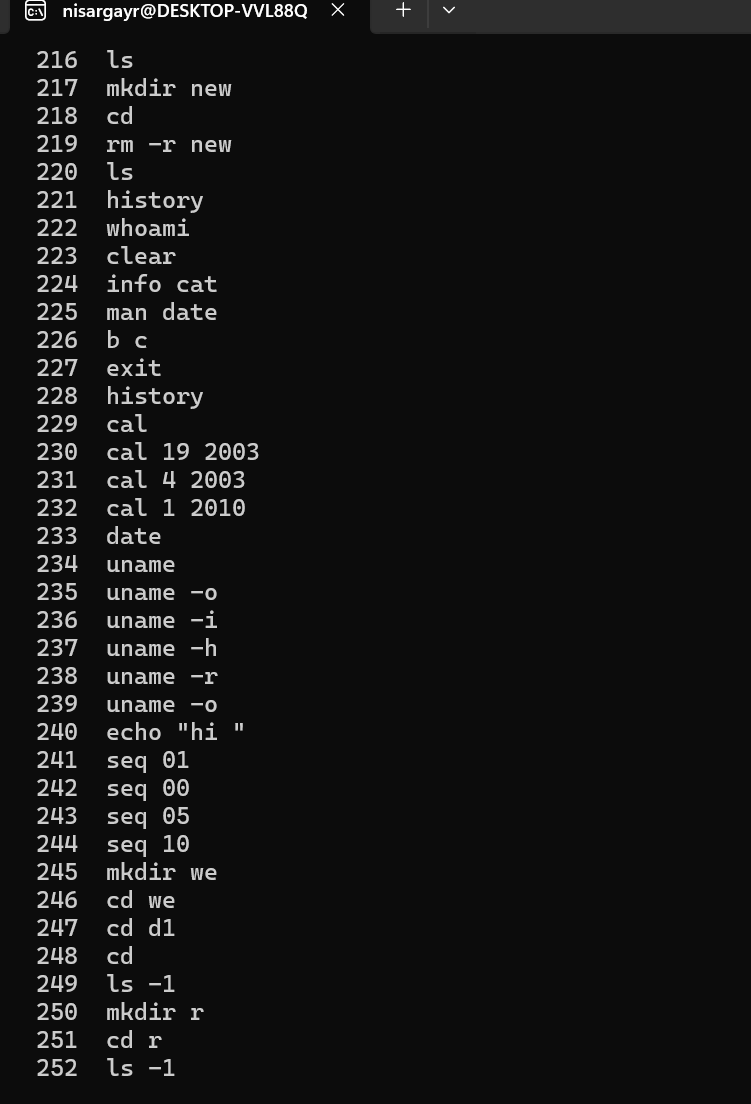 nisargayr@DESKTOP-VVL88Q
216 ls
217 mkdir new
218 cd
219 rm -r new
220 ls
221 history
222 whoami
223 clear
224 info cat
225 man date
226 b c
227 exit
228 history
229 cal
230 cal 19 2003
231 cal 4 2003
232 cal 1 2010
233 date
234 uname
235 uname -o
236 uname -i
237 uname -h
238 uname -r
239 uname -o
240 echo "hi "
241 seq 01
242 seq 00
243 seq 05
244 seq 10
245 mkdir we
246 cd we
247 cd d1
248 cd
249 ls -1
250 mkdir r
251 cd r
252 ls -1